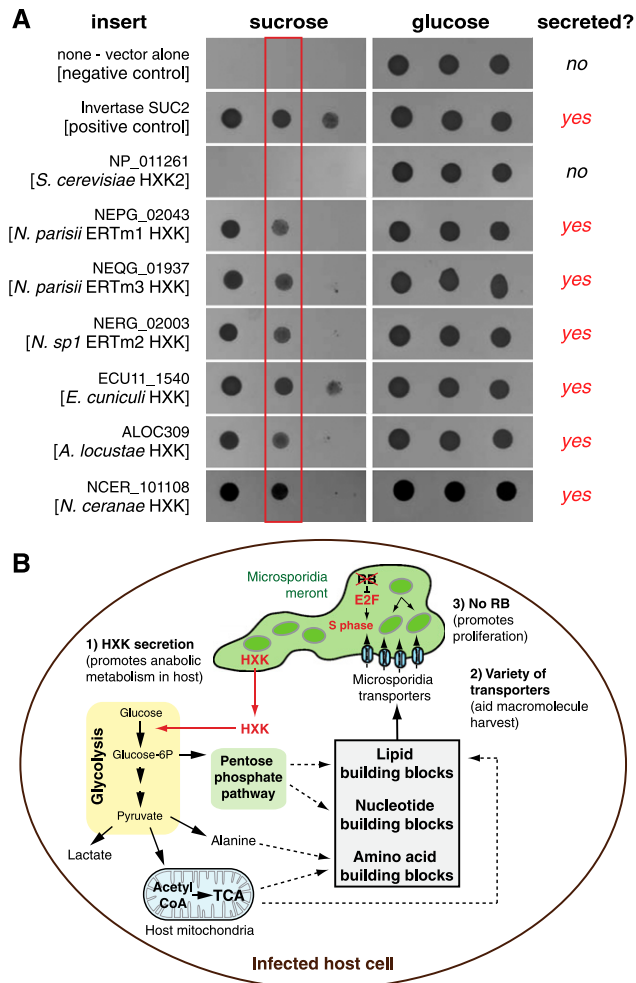 A
insert sucrose glucose secreted?
none - vector alone
[negative control]
no
Invertase SUC2
[positive control]
yes
NP_011261
[S. cerevisiae HXK2]
no
NEPG_02043
[N. parisii ERTm1 HXK]
yes
NEQG_01937
[N. parisii ERTm3 HXK]
yes
NERG_02003
[N. sp1 ERTm2 HXK]
yes
ECU11_1540
[E. cuniculi HXK]
yes
ALOC309
[A. locustae HXK]
yes
NCER_101108
[N. ceranae HXK]
yes
B
Microsporidia
meront
RB
E2F
S phase
HXK
3) No RB
(promotes
proliferation)
1) HXK secretion
(promotes anabolic
metabolism in host)
Microsporidia
transporters
2) Variety of
transporters
(aid macromolecule
harvest)
HXK
Glycolysis
Glucose
Glucose-6P
Pyruvate
Lactate
Alanine
Pentose
phosphate
pathway
Lipid
building blocks
Nucleotide
building blocks
Amino acid
building blocks
Acetyl
CoA
TCA
Host mitochondria
Infected host cell